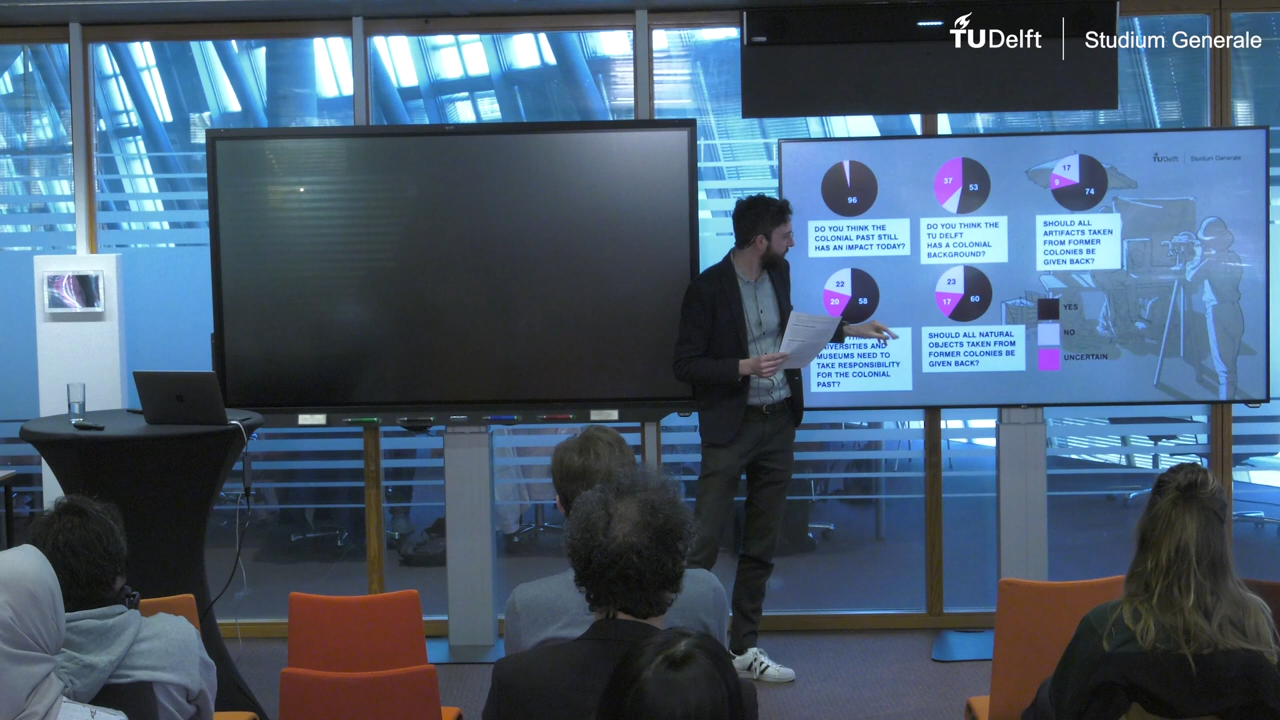 TUDelft | Studium Generale
TUDelft | Studium Generale
96
37
53
17
9
74
DO YOU THINK THE
COLONIAL PAST STILL
HAS AN IMPACT TODAY?
DO YOU THINK THE
TU DELFT
HAS A COLONIAL
BACKGROUND?
SHOULD ALL
ARTIFACTS TAKEN
FROM FORMER
COLONIES BE
GIVEN BACK?
22
20
58
23
17
60
AND
MUSEUMS NEED TO
TAKE RESPONSIBILITY
FOR THE COLONIAL
PAST?
SHOULD ALL NATURAL
OBJECTS TAKEN FROM
FORMER COLONIES BE
GIVEN BACK?
YES
NO
UNCERTAIN